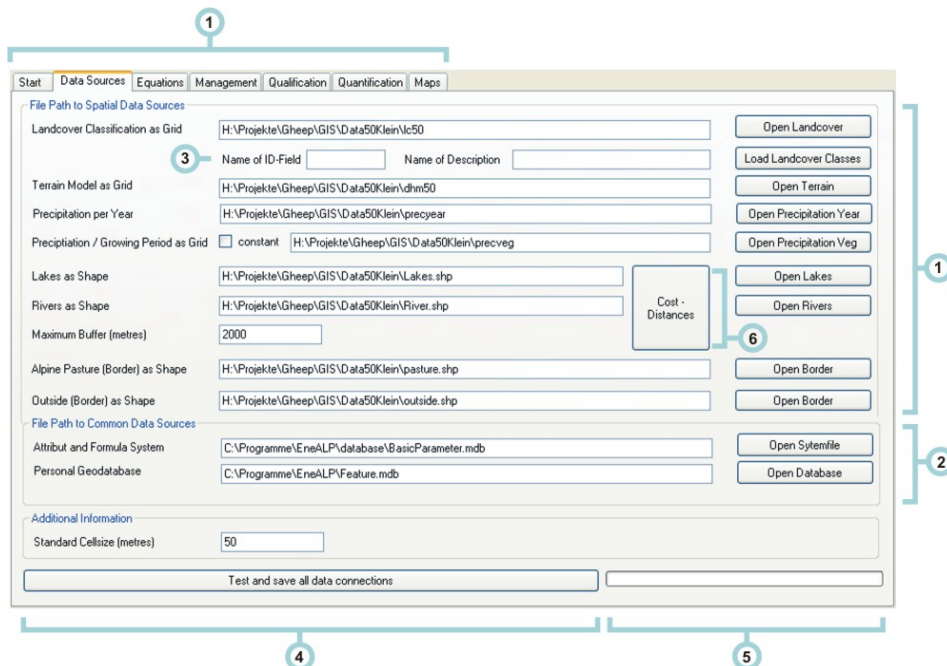 1
Start Data Sources Equations Management Qualification Quantification Maps
File Path to Spatial Data Sources
Landcover Classification as Grid H:\Projekte\Gheep\GIS\Data50Klein\lc50 Open Landcover
3 Name of ID-Field Name of Description Load Landcover Classes
Terrain Model as Grid H:\Projekte\Gheep\GIS\Data50Klein\dhm50 Open Terrain
Precipitation per Year H:\Projekte\Gheep\GIS\Data50Klein\precyear Open Precipitation Year
Preciptiation / Growing Period as Grid constant H:\Projekte\Gheep\GIS\Data50Klein\precveg Open Precipitation Veg
Lakes as Shape H:\Projekte\Gheep\GIS\Data50Klein\Lakes.shp Open Lakes
1
Rivers as Shape H:\Projekte\Gheep\GIS\Data50Klein\River.shp Cost - Open Rivers
Distances
Maximum Buffer (metres) 2000 6
Alpine Pasture (Border) as Shape H:\Projekte\Gheep\GIS\Data50Klein\pasture.shp Open Border
Outside (Border) as Shape H:\Projekte\Gheep\GIS\Data50Klein\outside.shp Open Border
File Path to Common Data Sources
Attribut and Formula System C:\Programme\EneALP\database\BasicParameter.mdb Open Sytemfile
2
Personal Geodatabase C:\Programme\EneALP\Feature.mdb Open Database
Additional Information
Standard Cellsize (metres) 50
Test and save all data connections
4 5